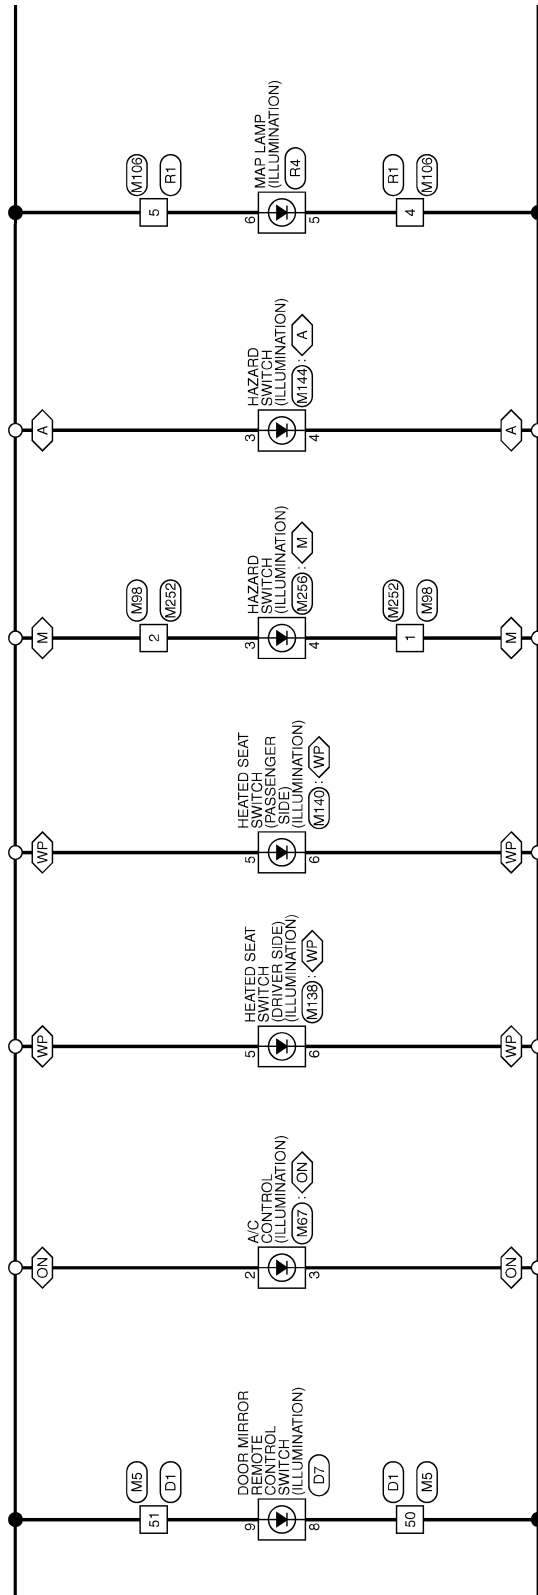 M106
R1
5
6
MAP LAMP
(ILLUMINATION)
R4
5
R1
M106
4
A
3
HAZARD
SWITCH
(ILLUMINATION)
M144 : A
4
A
M
M98
M252
2
3
HAZARD
SWITCH
(ILLUMINATION)
M256 : M
4
M252
M98
1
M
WP
5
HEATED SEAT
SWITCH
(PASSENGER
SIDE)
(ILLUMINATION)
M140 : WP
6
WP
WP
5
HEATED SEAT
SWITCH
(DRIVER SIDE)
(ILLUMINATION)
M138 : WP
6
WP
ON
2
A/C
CONTROL
(ILLUMINATION)
M67 : ON
3
ON
M5
D1
51
9
DOOR MIRROR
REMOTE
CONTROL
SWITCH
(ILLUMINATION)
D7
8
D1
M5
50